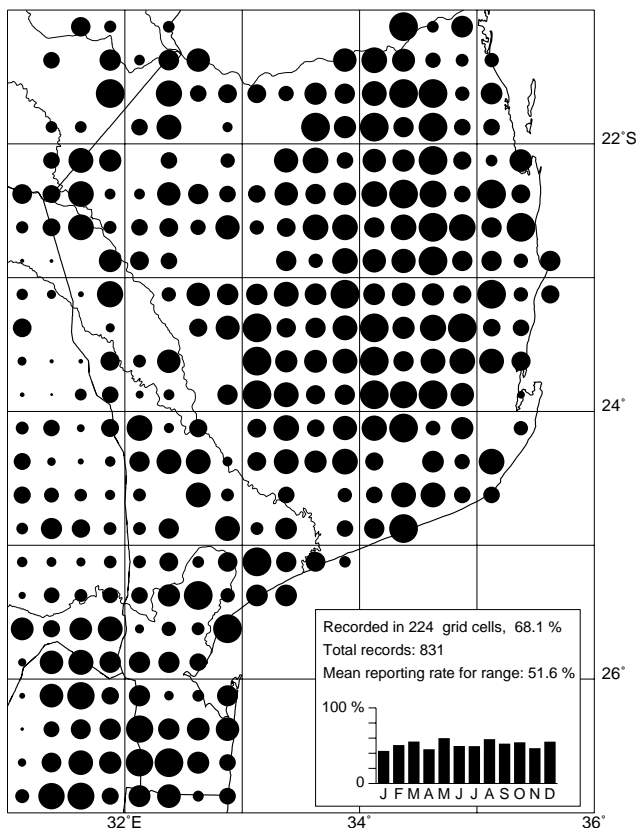 22°S
24°
Recorded in 224 grid cells, 68.1 %
Total records: 831
Mean reporting rate for range: 51.6 %
26°
100 %
0
J F M A M J J A S O N D
32°E 34° 36°